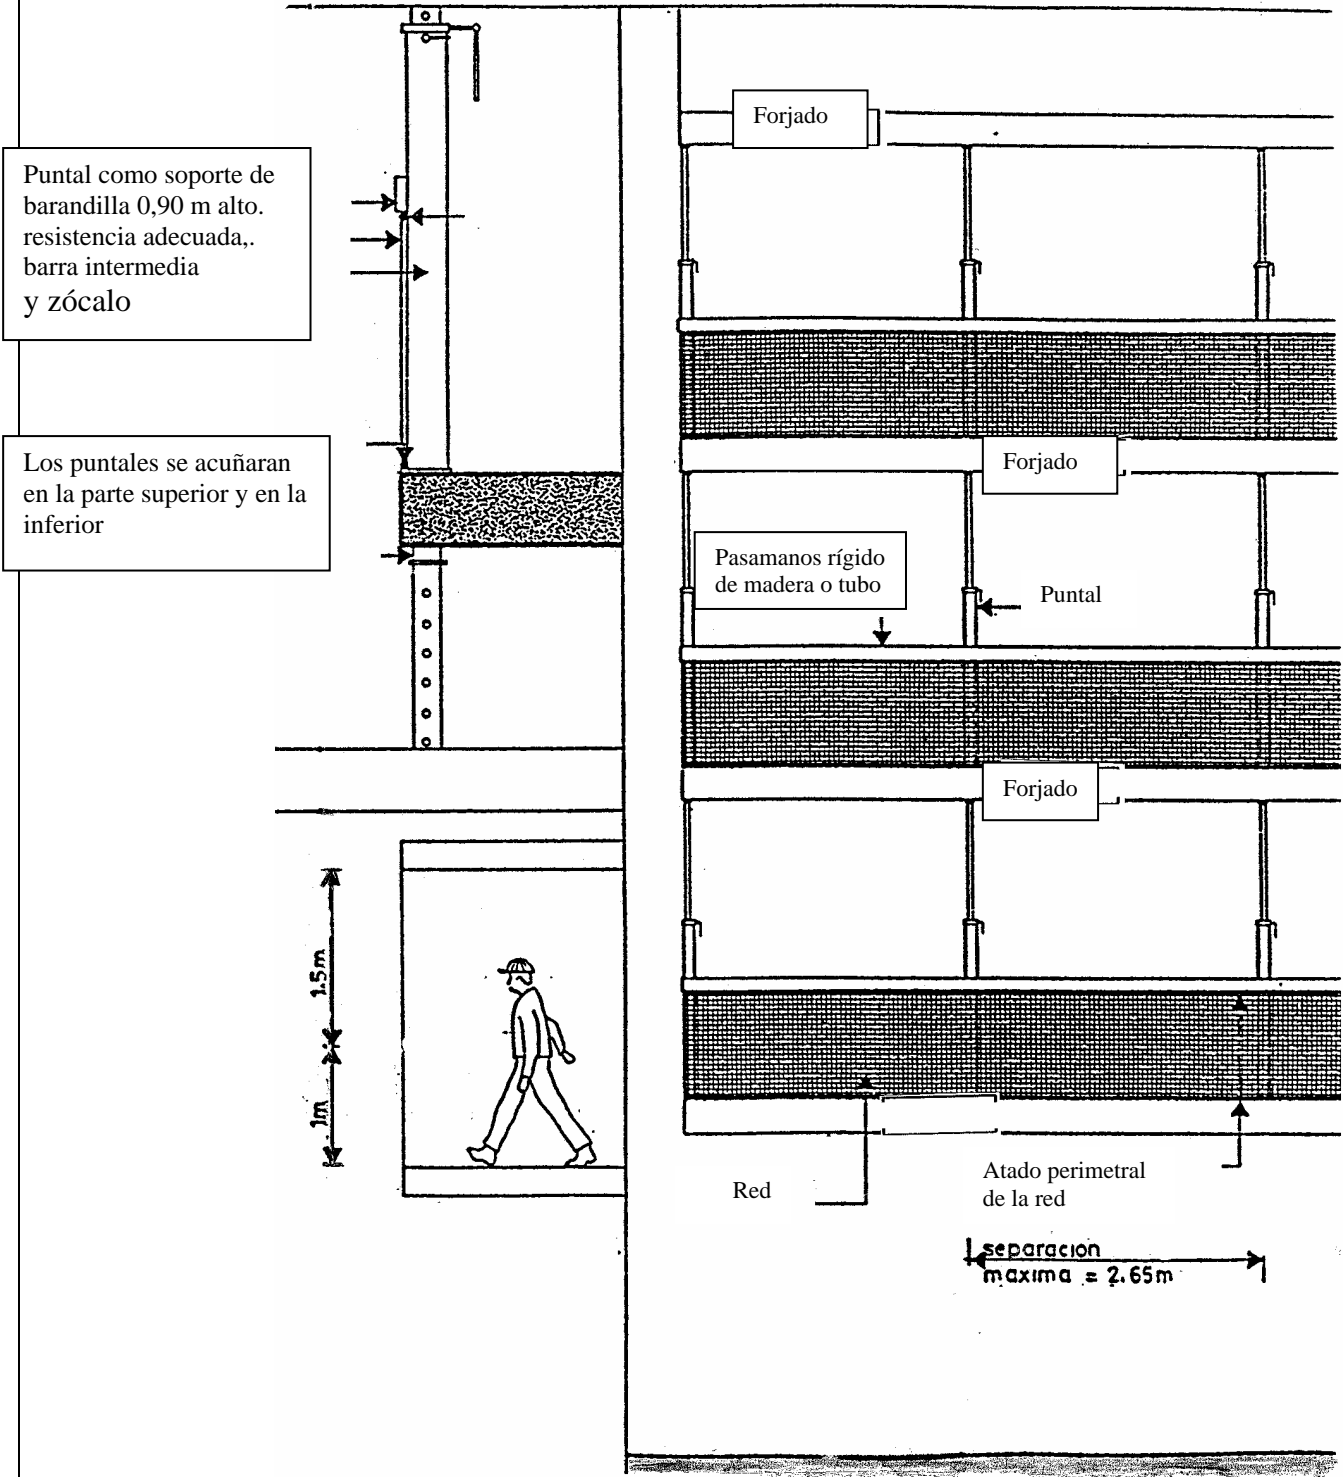 Forjado
Puntal como soporte de
barandilla 0,90 m alto.
resistencia adecuada,.
barra intermedia
y zócalo
Los puntales se acuñaran
en la parte superior y en la
inferior
Forjado
Pasamanos rígido
de madera o tubo
Puntal
Forjado
1.5m
1m
Red
Atado perimetral
de la red
separacion
maxima = 2.65m